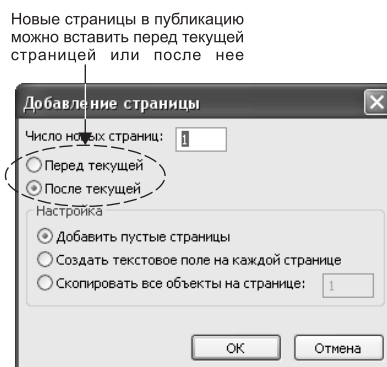 Новые страницы в публикацию
можно вставить перед текущей
страницей или после нее
Добавление страницы
Число новых страниц: 1
Перед текущей
После текущей
Настройка
Добавить пустые страницы
Создать текстовое поле на каждой странице
Скопировать все объекты на странице: 1
ОК Отмена